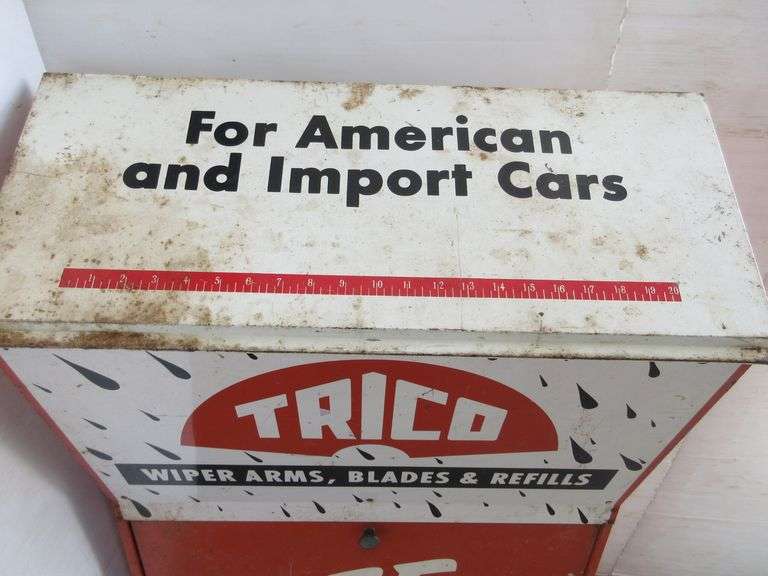 For American
and Import Cars
1 2 3 4 5 6 7 8 9 10 11 12 13 14 15 16 17 18 19 20
TRICO
WIPER ARMS, BLADES & REFILLS